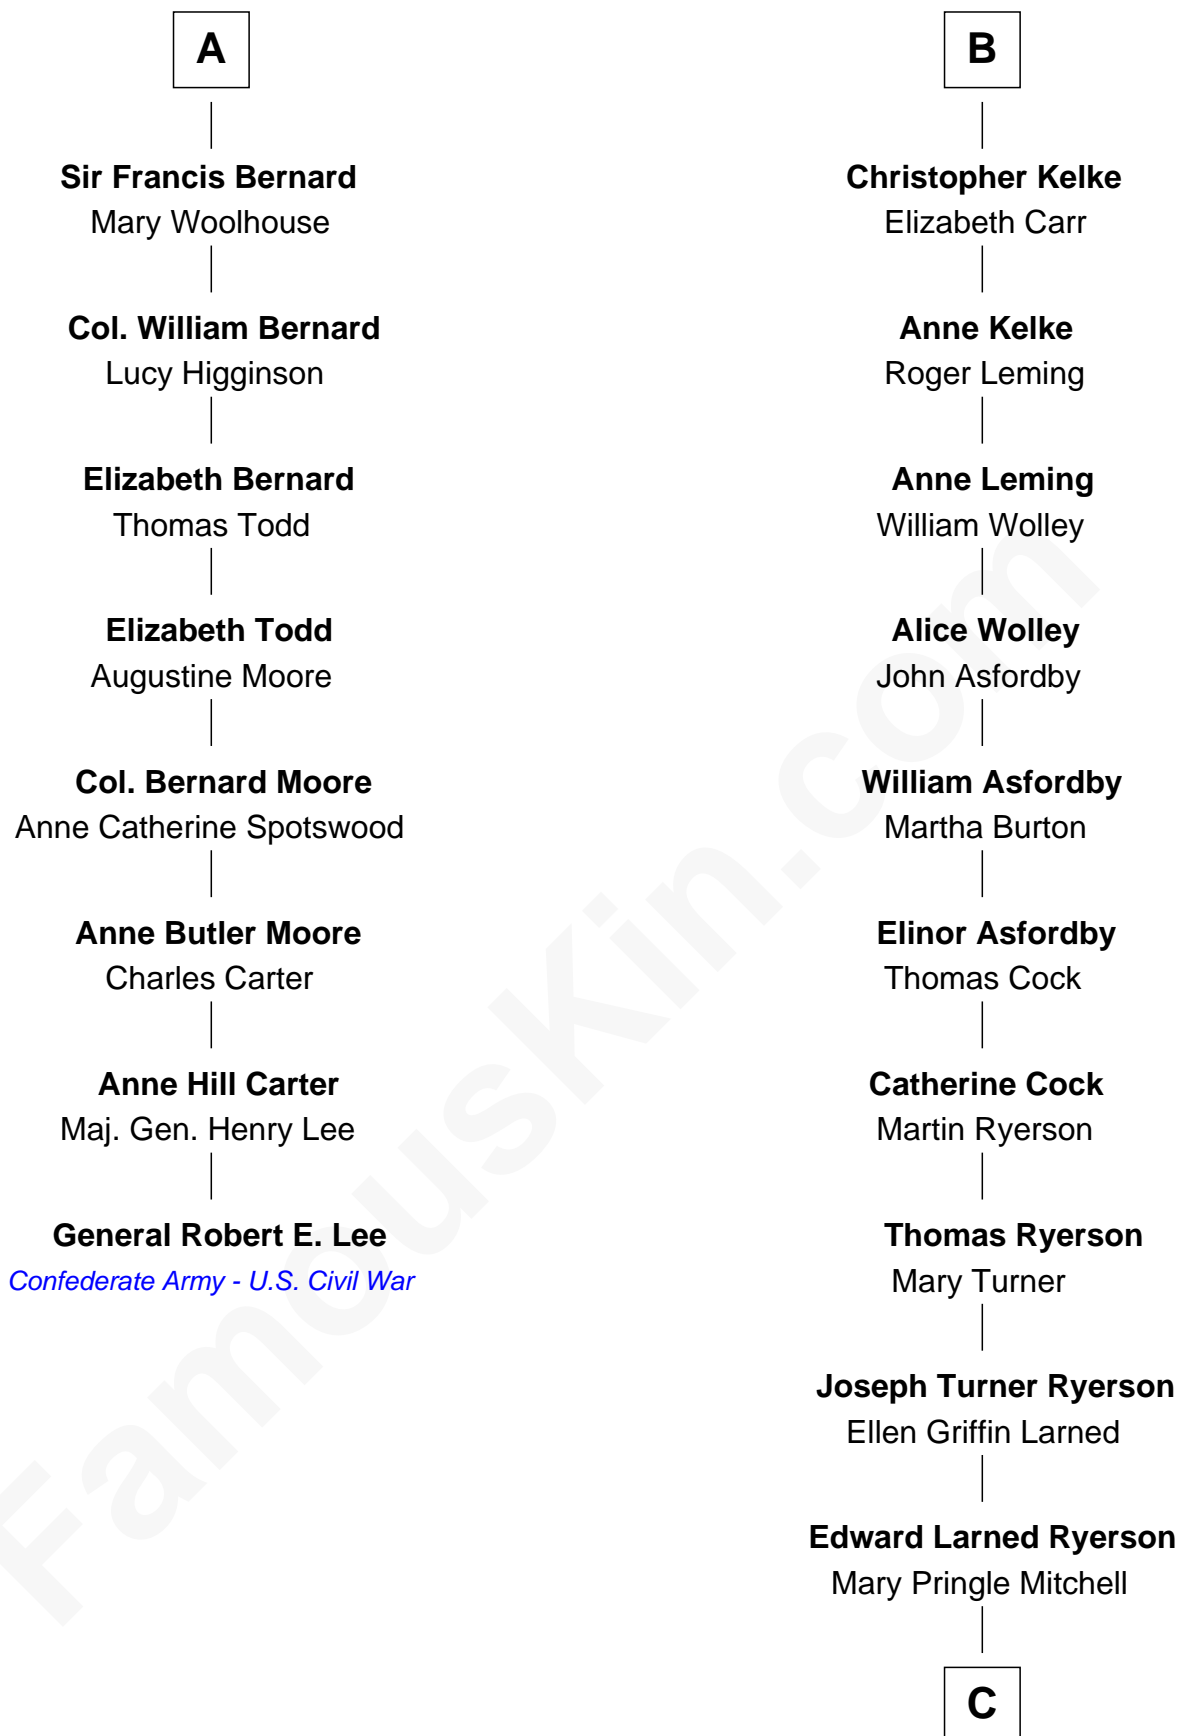 A
Sir Francis Bernard
Mary Woolhouse
Col. William Bernard
Lucy Higginson
Elizabeth Bernard
Thomas Todd
Elizabeth Todd
Augustine Moore
Col. Bernard Moore
Anne Catherine Spotswood
Anne Butler Moore
Charles Carter
Anne Hill Carter
Maj. Gen. Henry Lee
General Robert E. Lee
Confederate Army - U.S. Civil War
B
Christopher Kelke
Elizabeth Carr
Anne Kelke
Roger Leming
Anne Leming
William Wolley
Alice Wolley
John Asfordby
William Asfordby
Martha Burton
Elinor Asfordby
Thomas Cock
Catherine Cock
Martin Ryerson
Thomas Ryerson
Mary Turner
Joseph Turner Ryerson
Ellen Griffin Larned
Edward Larned Ryerson
Mary Pringle Mitchell
C
FamousKin.com